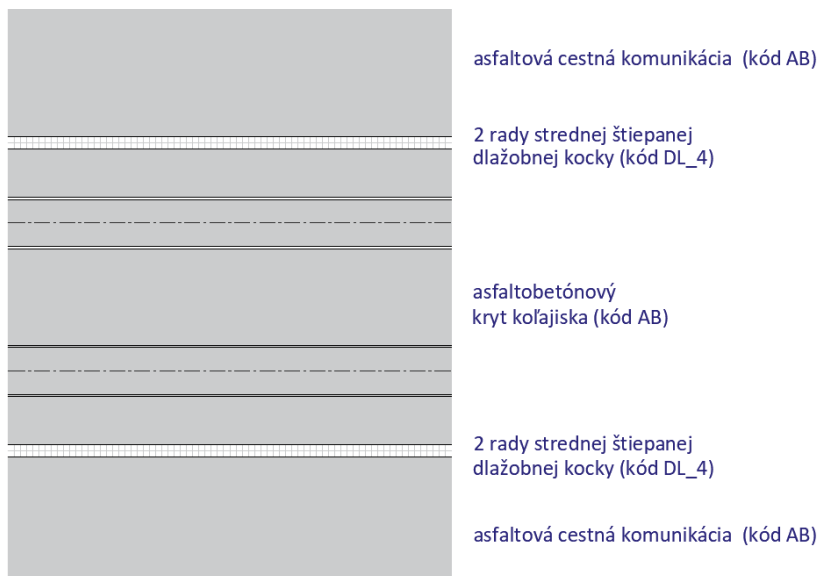 asfaltová cestná komunikácia  (kód AB)
2 rady strednej štiepanej
dlažobnej kocky (kód DL_4)
asfaltobetónový
kryt koľajiska (kód AB)
2 rady strednej štiepanej
dlažobnej kocky (kód DL_4)
asfaltová cestná komunikácia  (kód AB)